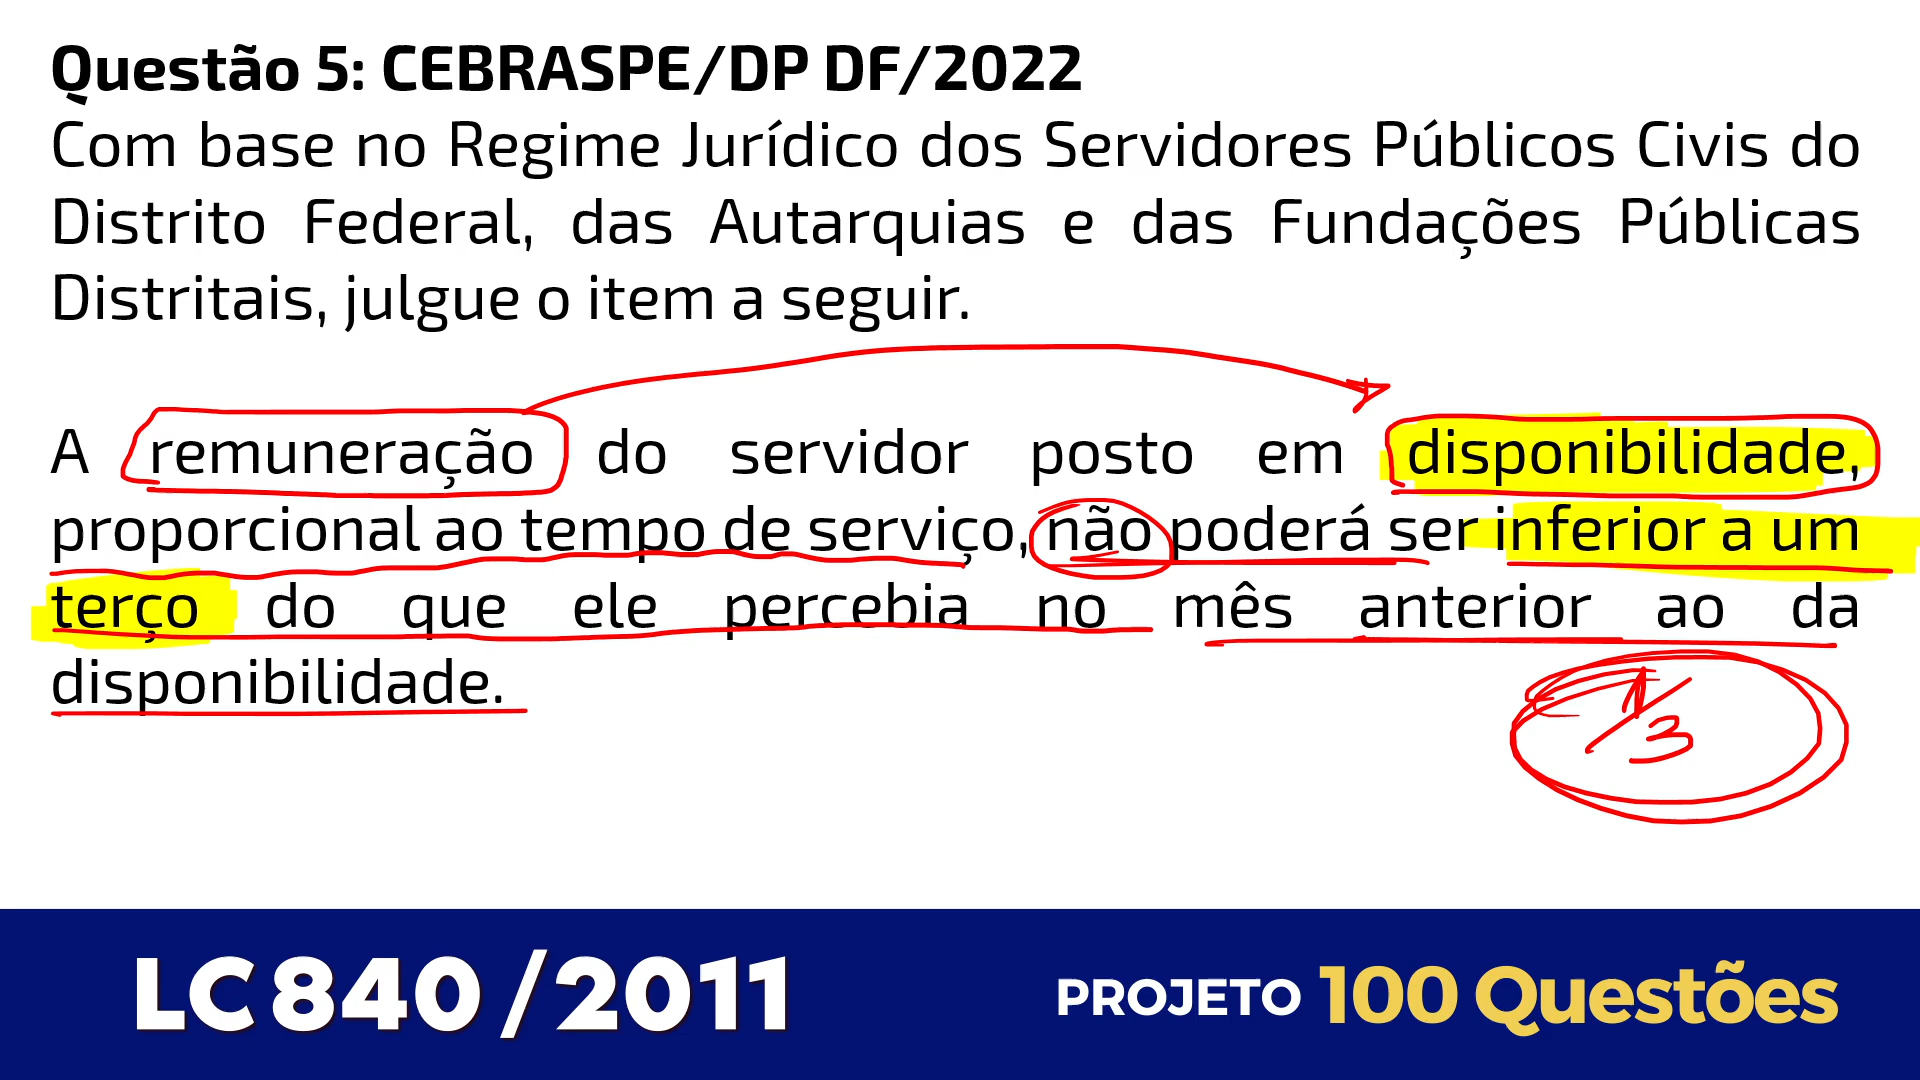 Questão 5: CEBRASPE/DP DF/2022
Com base no Regime Jurídico dos Servidores Públicos Civis do
Distrito Federal, das Autarquias e das Fundações Públicas
Distritais, julgue o item a seguir.
A remuneração do servidor posto em disponibilidade,
proporcional ao tempo de serviço, não poderá ser inferior a um
terço do que ele percebia no mês anterior ao da
disponibilidade.
1/3
LC 840 /2011
PROJETO 100 Questões